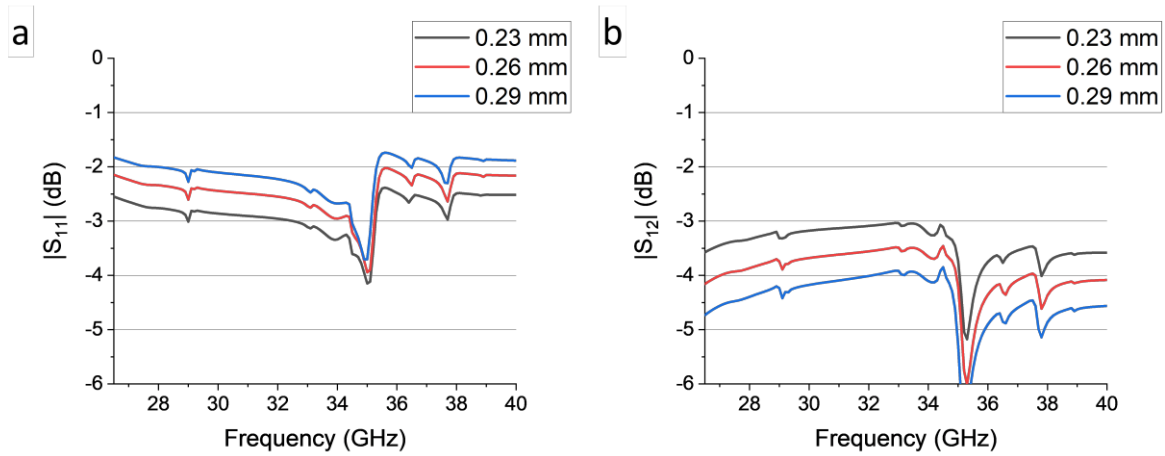 a
0.23 mm
0.26 mm
0.29 mm
0
-1
-2
-3
-4
-5
-6
|S11| (dB)
28 30 32 34 36 38 40
Frequency (GHz)
b
0.23 mm
0.26 mm
0.29 mm
0
-1
-2
-3
-4
-5
-6
|S12| (dB)
28 30 32 34 36 38 40
Frequency (GHz)